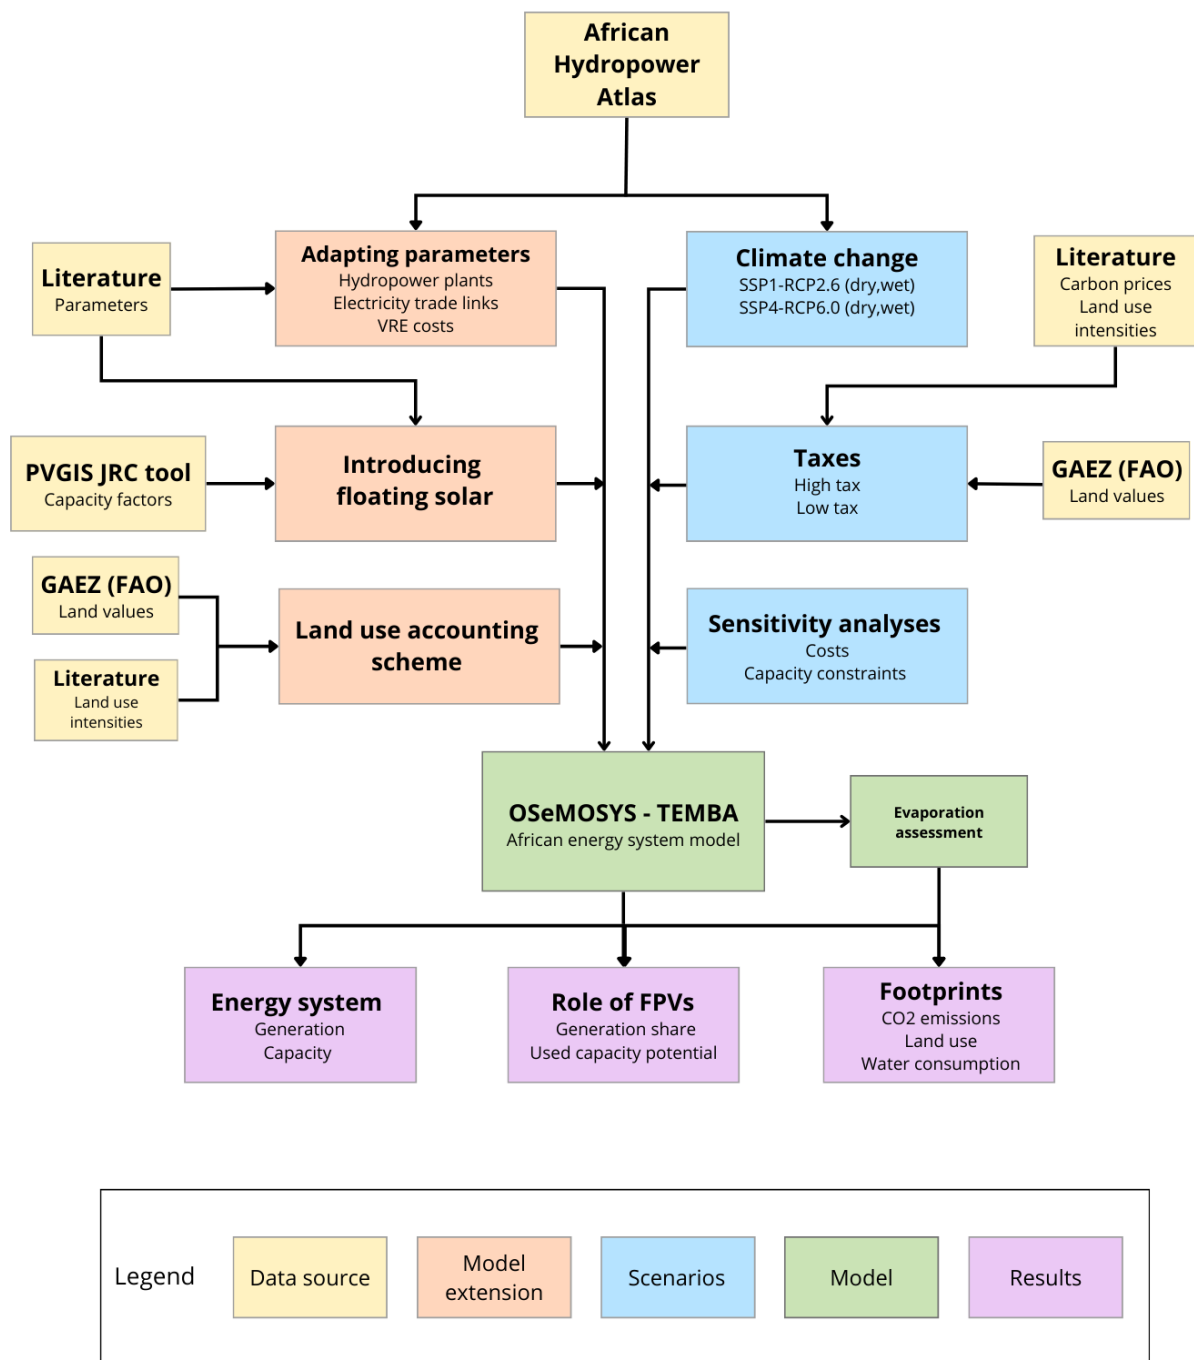 African
Hydropower
Atlas
Literature
Parameters
Adapting parameters
Hydropower plants
Electricity trade links
VRE costs
Climate change
SSP1-RCP2.6 (dry,wet)
SSP4-RCP6.0 (dry,wet)
Literature
Carbon prices
Land use
intensities
PVGIS JRC tool
Capacity factors
Introducing
floating solar
Taxes
High tax
Low tax
GAEZ (FAO)
Land values
GAEZ (FAO)
Land values
Literature
Land use
intensities
Land use accounting
scheme
Sensitivity analyses
Costs
Capacity constraints
OSeMOSYS - TEMBA
African energy system model
Evaporation
assessment
Energy system
Generation
Capacity
Role of FPVs
Generation share
Used capacity potential
Footprints
CO2 emissions
Land use
Water consumption
Legend
Data source
Model
extension
Scenarios
Model
Results